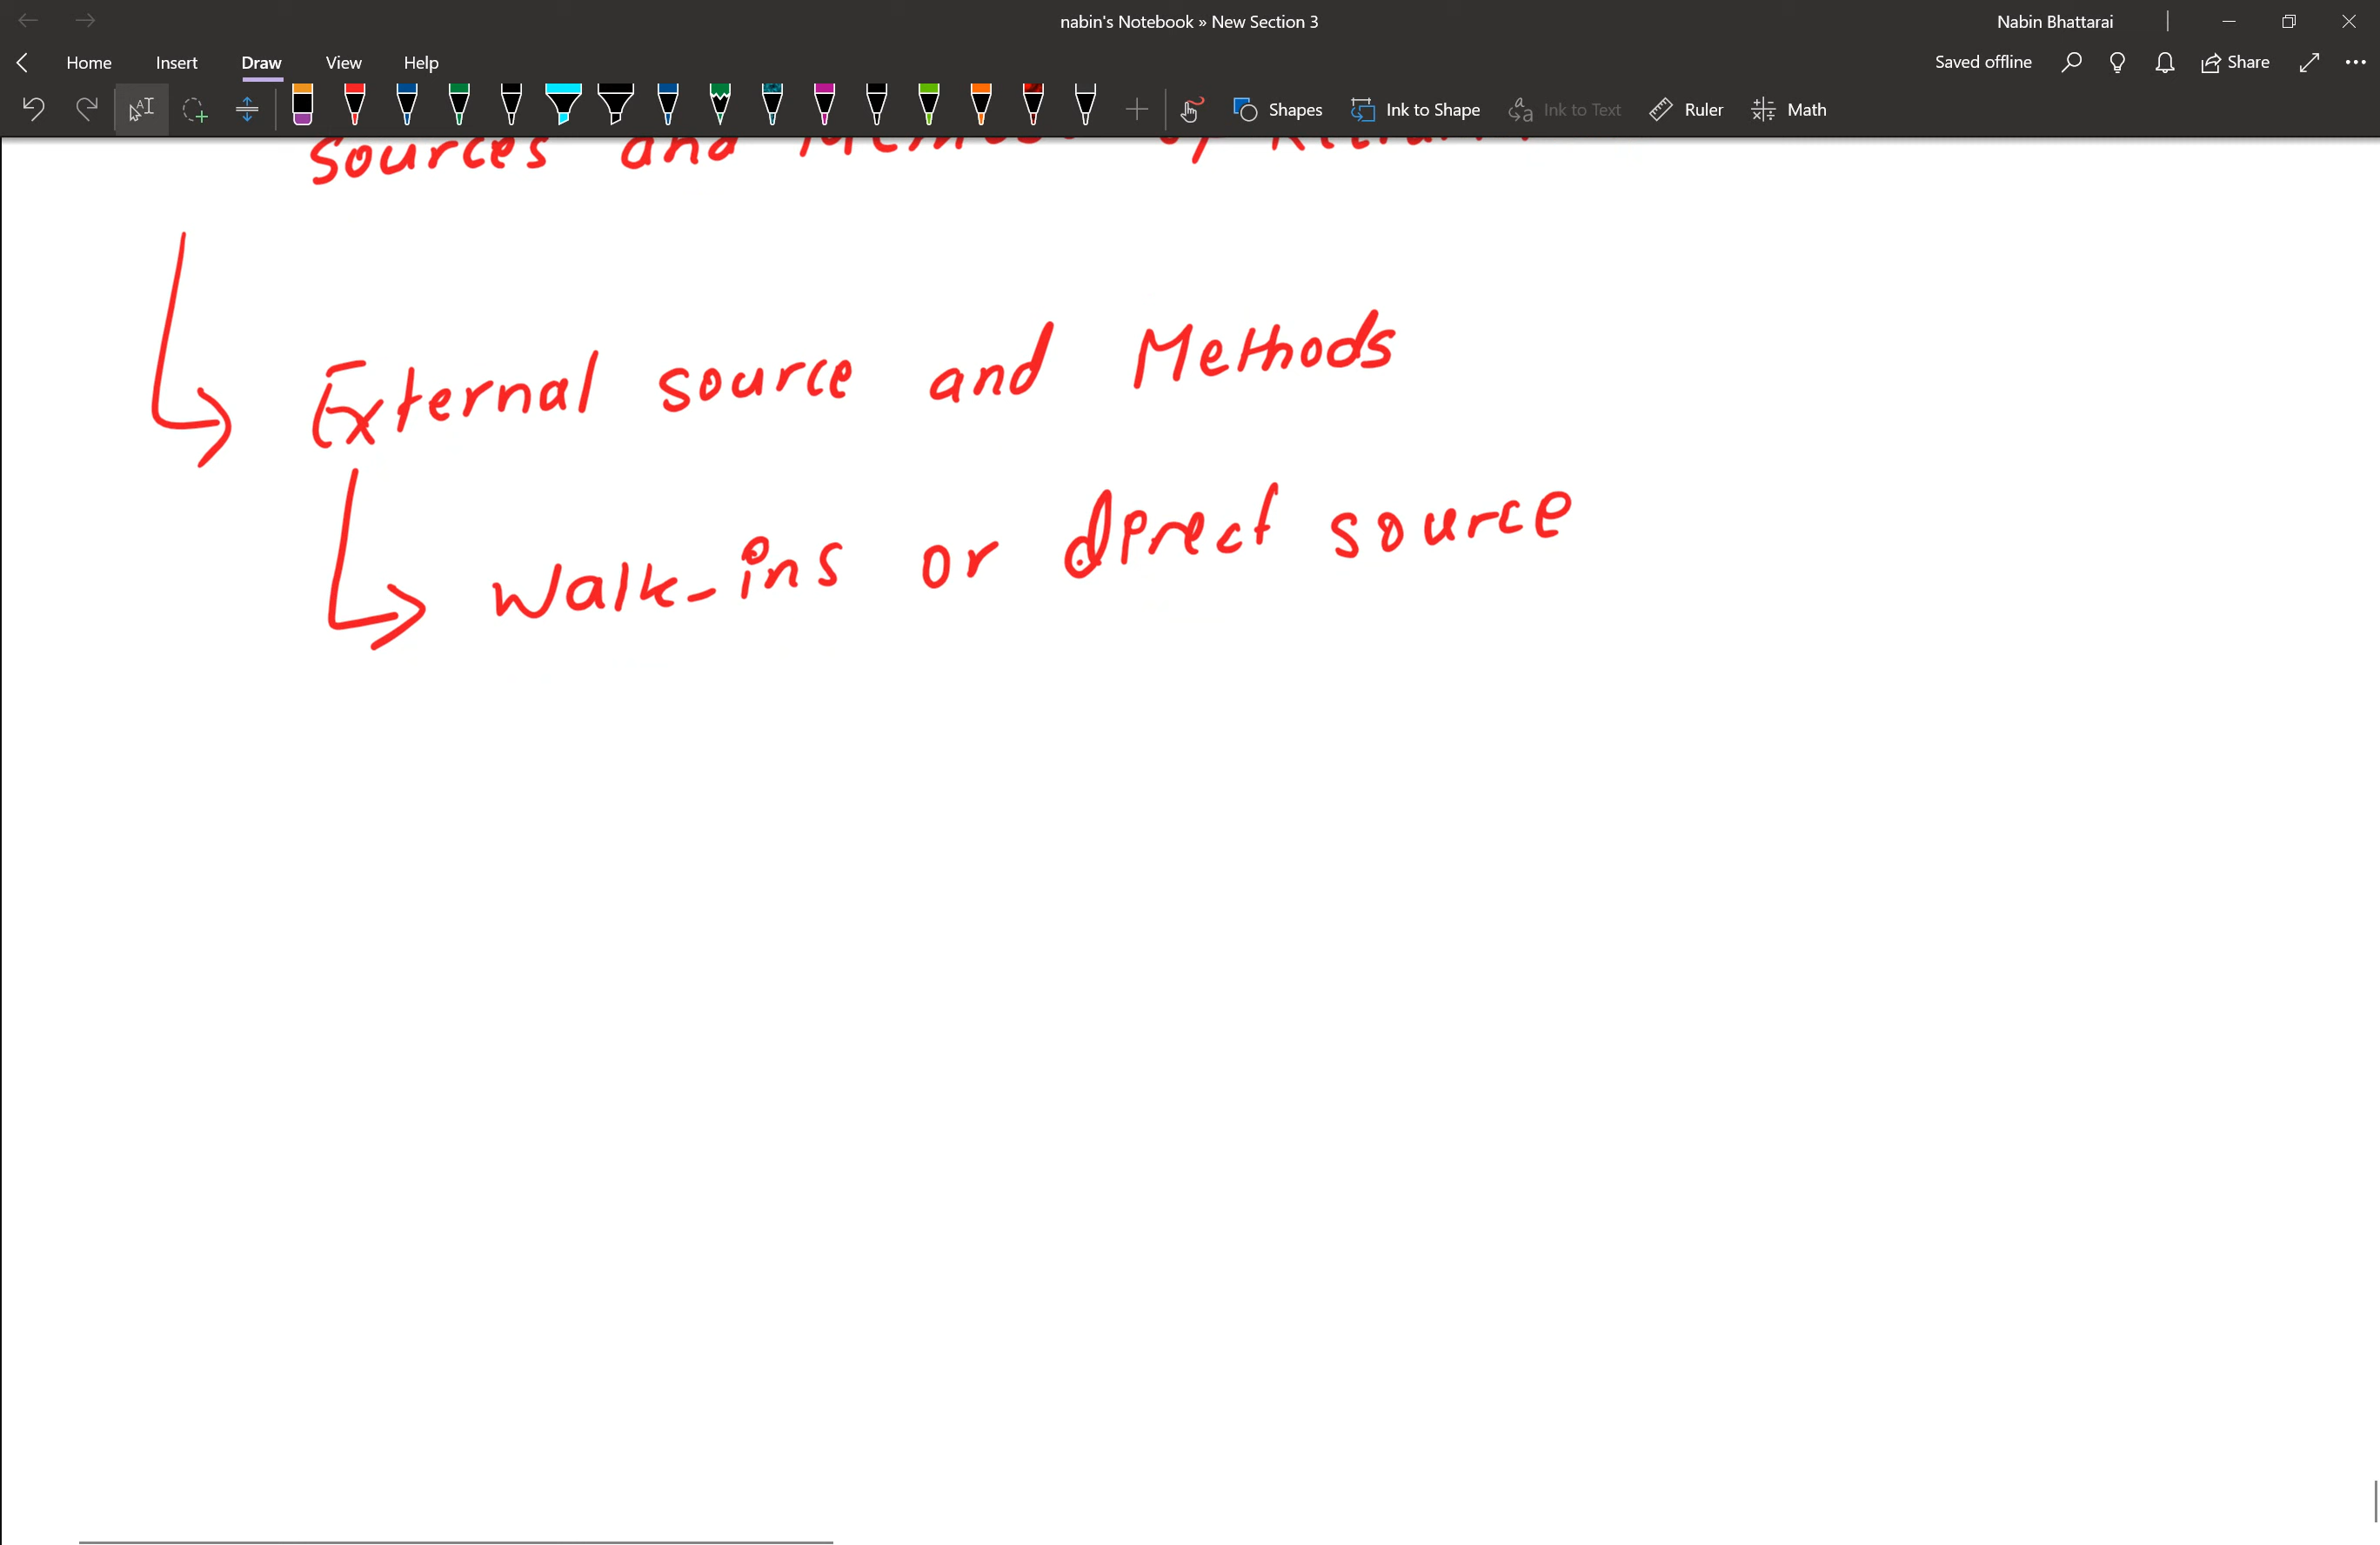 nabin's Notebook » New Section 3
Nabin Bhattarai
Home Insert Draw View Help
Saved offline
Share
Shapes Ink to Shape Ink to Text Ruler Math
Sources and
External source and Methods
Walk-ins or direct source